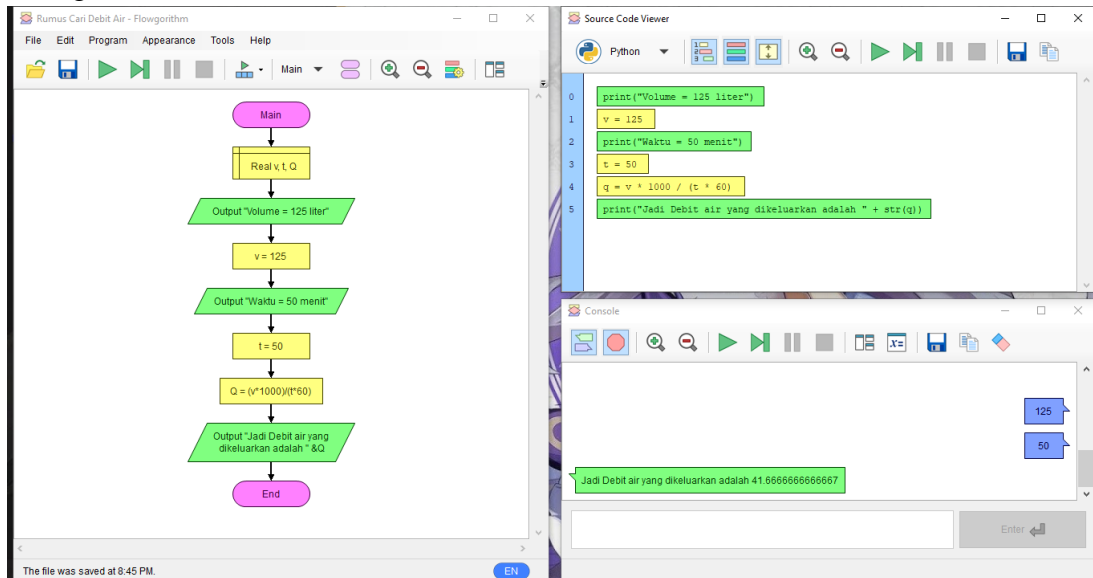 Rumus Cari Debit Air - Flowgorithm
File Edit Program Appearance Tools Help
Main
Main
Real v, t, Q
Output "Volume = 125 liter"
v = 125
Output "Waktu = 50 menit"
t = 50
Q = (v*1000)/(t*60)
Output "Jadi Debit air yang
dikeluarkan adalah " &Q
End
The file was saved at 8:45 PM.
EN
Source Code Viewer
Python
1
2
3
0 print("Volume = 125 liter")
1 v = 125
2 print("Waktu = 50 menit")
3 t = 50
4 q = v * 1000 / (t * 60)
5 print("Jadi Debit air yang dikeluarkan adalah " + str(q))
Console
x=
125
50
Jadi Debit air yang dikeluarkan adalah 41.6666666666667
Enter